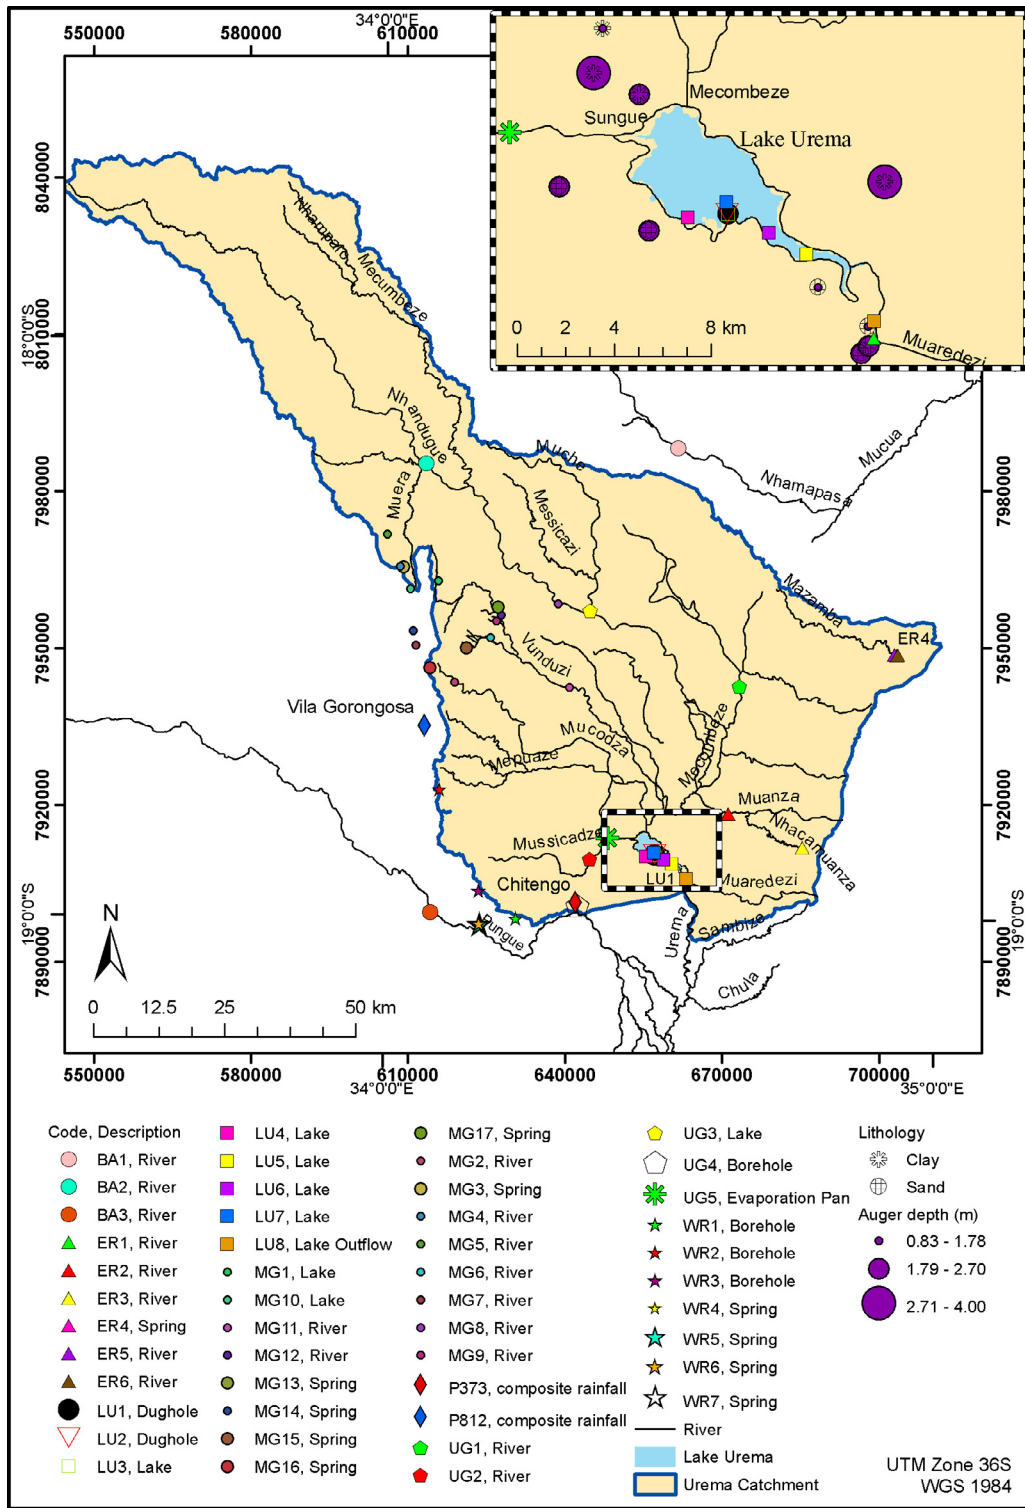 34°0'0"E
550000
580000
610000
Mecombeze
Sungue
Lake Urema
0
2
4
8 km
Muaredezi
8040000
8010000
7980000
7950000
7920000
7890000
18°0'0"S
19°0'0"S
7980000
7950000
7920000
7890000
19°0'0"S
Nhamparo
Mecumbeze
Nhandugue
Muera
Muche
Messicazi
Nhamapasa
Mucua
Mazamba
ER4
Vunduzi
Vila Gorongosa
Mucodza
Mecumbeze
Muanza
Nhacamuanza
Mussicadze
Chitengo
LU1
Muaredezi
Urema
Sambize
Chula
N
0
12.5
25
50 km
550000
580000
610000
640000
670000
700000
34°0'0"E
35°0'0"E
Code, Description
BA1, River
BA2, River
BA3, River
ER1, River
ER2, River
ER3, River
ER4, Spring
ER5, River
ER6, River
LU1, Dughole
LU2, Dughole
LU3, Lake
LU4, Lake
LU5, Lake
LU6, Lake
LU7, Lake
LU8, Lake Outflow
MG1, Lake
MG10, Lake
MG11, River
MG12, River
MG13, Spring
MG14, Spring
MG15, Spring
MG16, Spring
MG17, Spring
MG2, River
MG3, Spring
MG4, River
MG5, River
MG6, River
MG7, River
MG8, River
MG9, River
P373, composite rainfall
P812, composite rainfall
UG1, River
UG2, River
UG3, Lake
UG4, Borehole
UG5, Evaporation Pan
WR1, Borehole
WR2, Borehole
WR3, Borehole
WR4, Spring
WR5, Spring
WR6, Spring
WR7, Spring
River
Lake Urema
Urema Catchment
Lithology
Clay
Sand
Auger depth (m)
0.83 - 1.78
1.79 - 2.70
2.71 - 4.00
UTM Zone 36S
WGS 1984